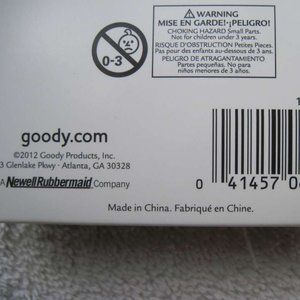 WARNING
MISE EN GARDE! · ¡PELIGRO!
CHOKING HAZARD Small Parts.
Not for children under 3 yrs.
RISQUE D'OBSTRUCTION Petites Pieces.
Pas pour des enfants au-dessous de 3 ans.
PELIGRO DE ATRAGANTAMIENTO
Partes pequeñas. No para
niños menores de 3 años.
0-3
goody.com
©2012 Goody Products, Inc.
3 Glenlake Pkwy · Atlanta, GA 30328
A NewellRubbermaid Company
0 41457 0
Made in China. Fabriqué en Chine.